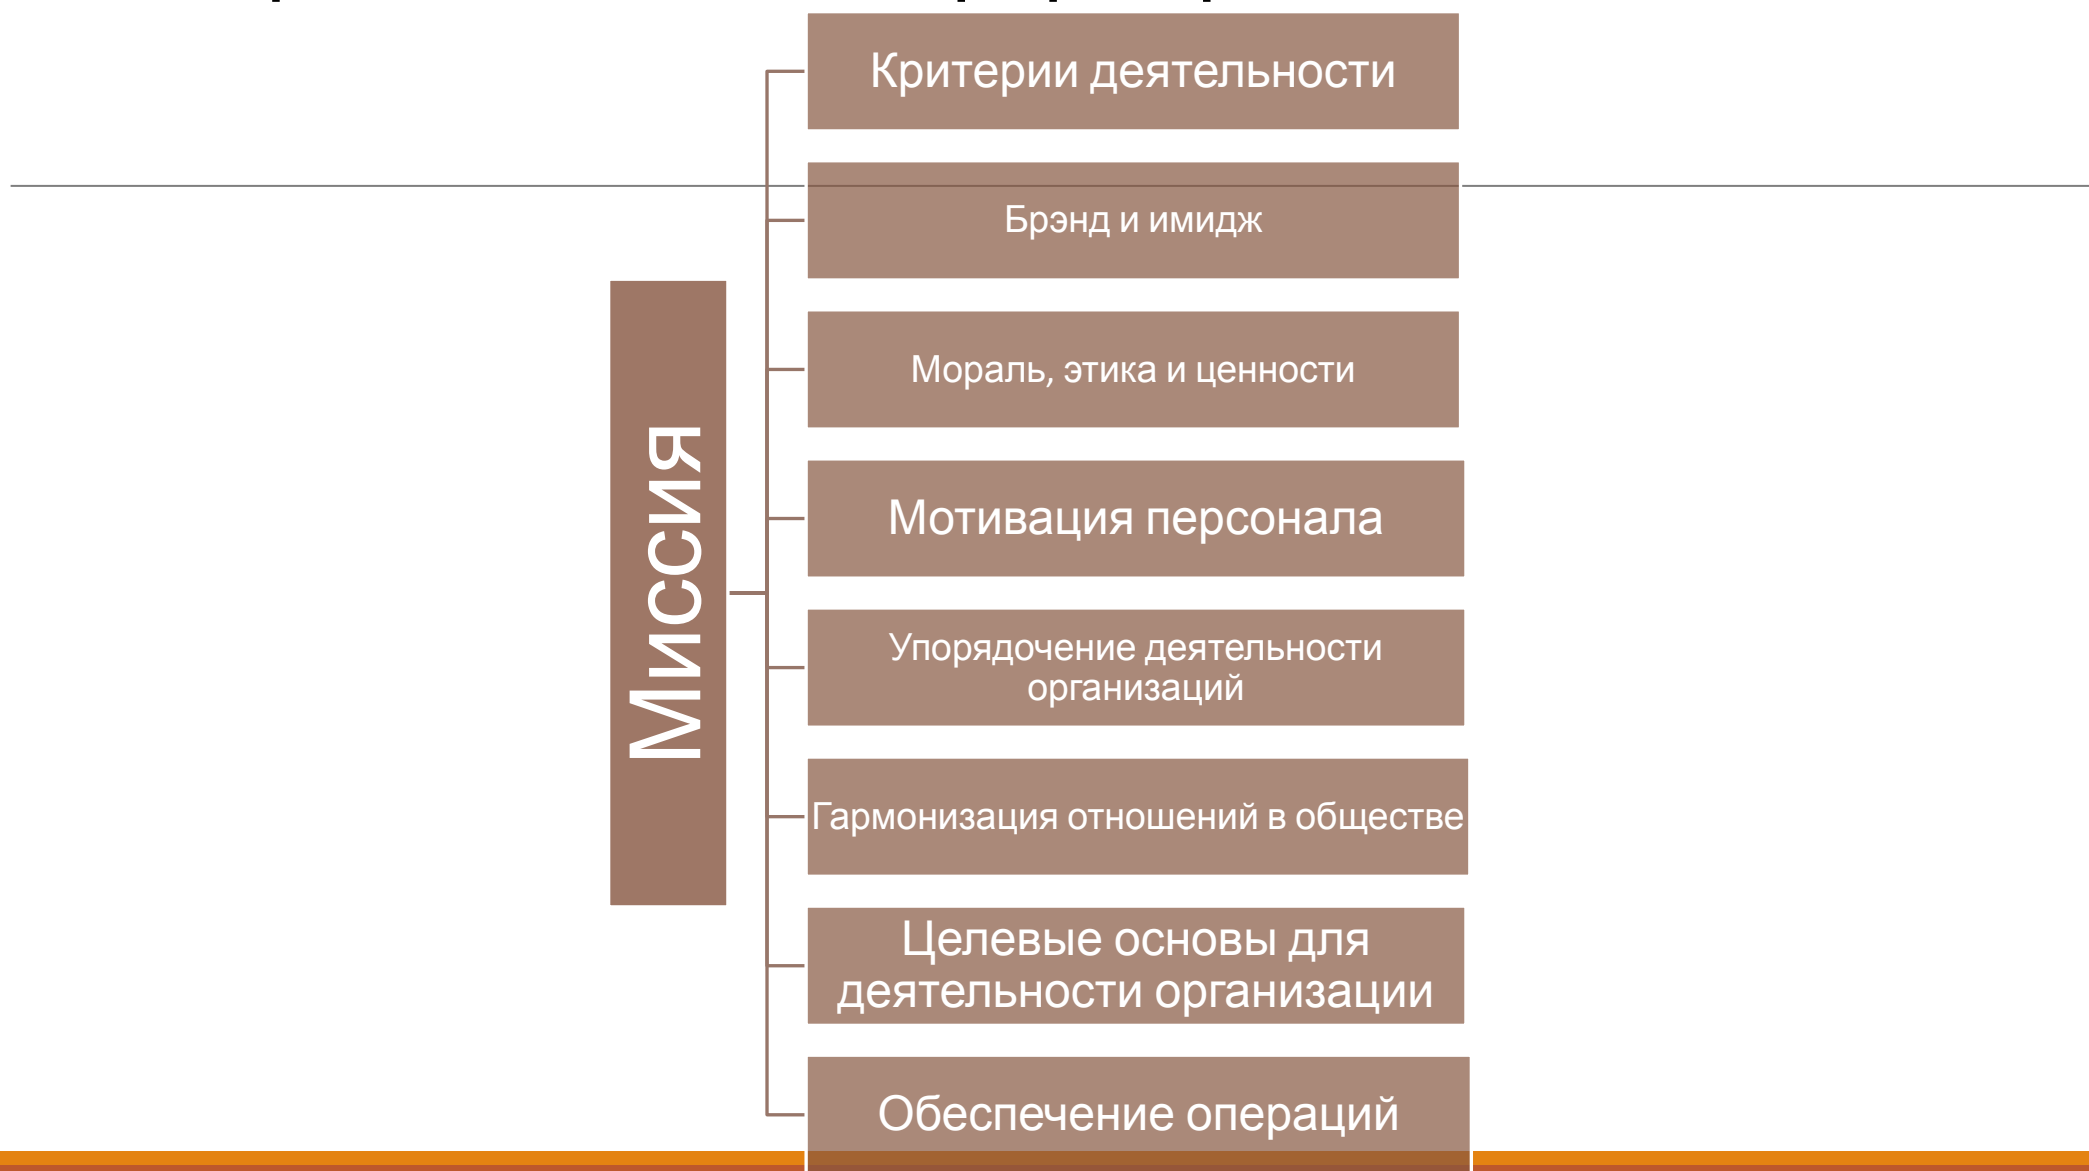 Миссия
Критерии деятельности
Брэнд и имидж
Мораль, этика и ценности
Мотивация персонала
Упорядочение деятельности
организаций
Гармонизация отношений в обществе
Целевые основы для
деятельности организации
Обеспечение операций